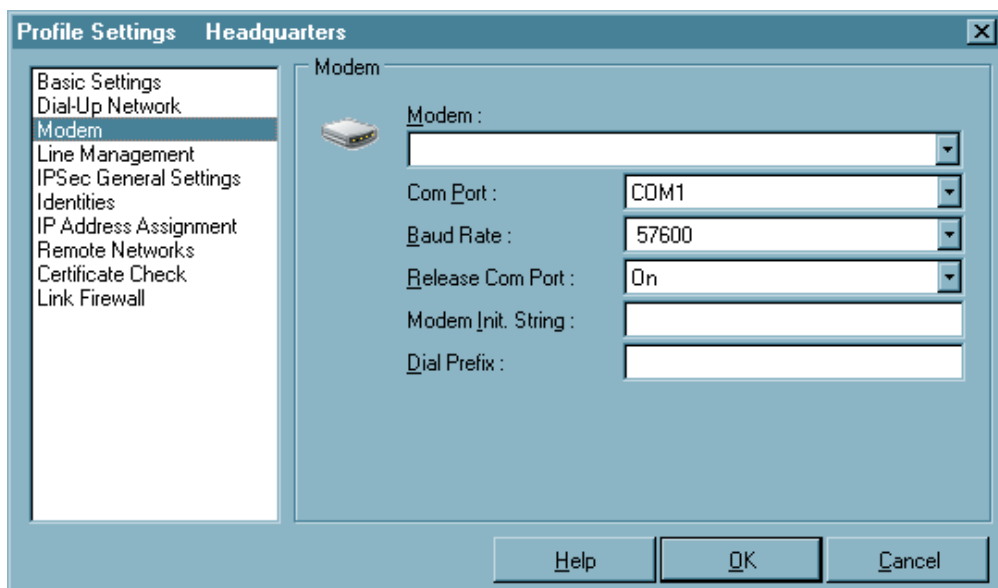 Profile Settings Headquarters
Basic Settings
Dial-Up Network
Modem
Line Management
IPSec General Settings
Identities
IP Address Assignment
Remote Networks
Certificate Check
Link Firewall
Modem
Modem :
Com Port : COM1
Baud Rate : 57600
Release Com Port : On
Modem Init. String :
Dial Prefix :
Help OK Cancel